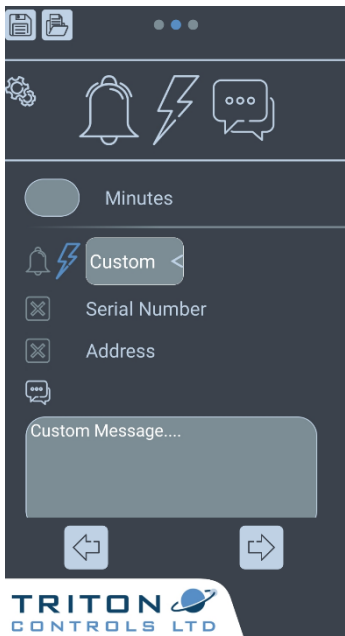 Minutes
Custom <
Serial Number
Address
Custom Message....
TRITON
CONTROLS LTD